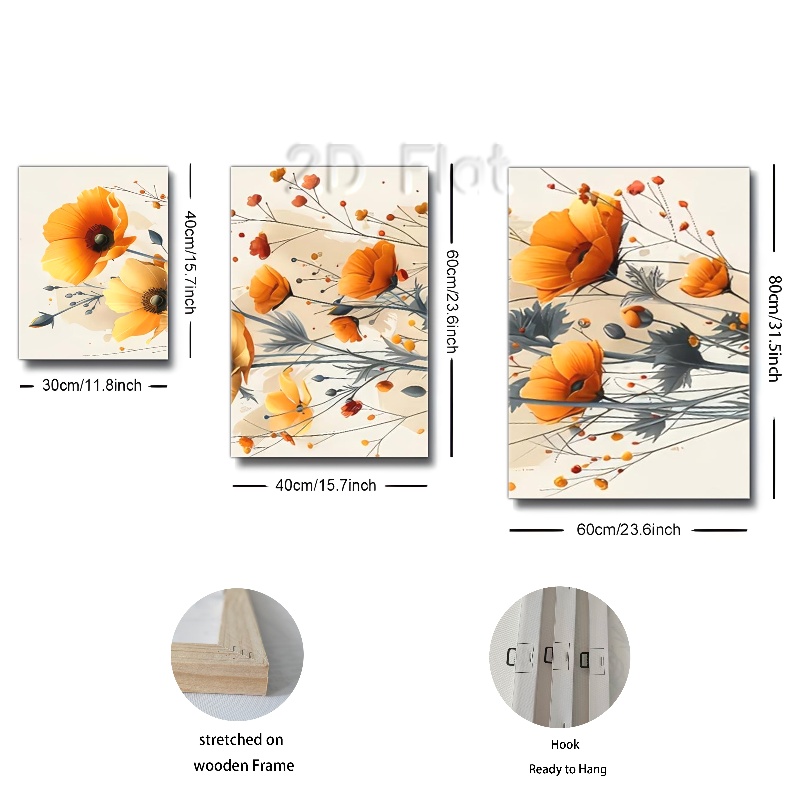 2D Flat
40cm/15.7inch
30cm/11.8inch
60cm/23.6inch
40cm/15.7inch
80cm/31.5inch
60cm/23.6inch
stretched on
wooden Frame
Hook
Ready to Hang